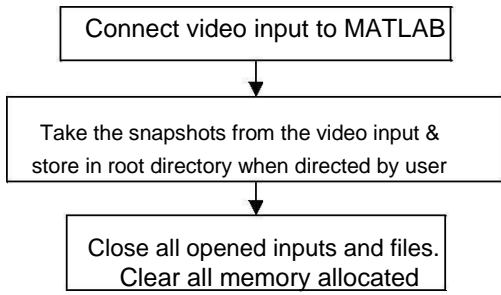 Connect video input to MATLAB
Take the snapshots from the video input &
store in root directory when directed by user
Close all opened inputs and files.
Clear all memory allocated